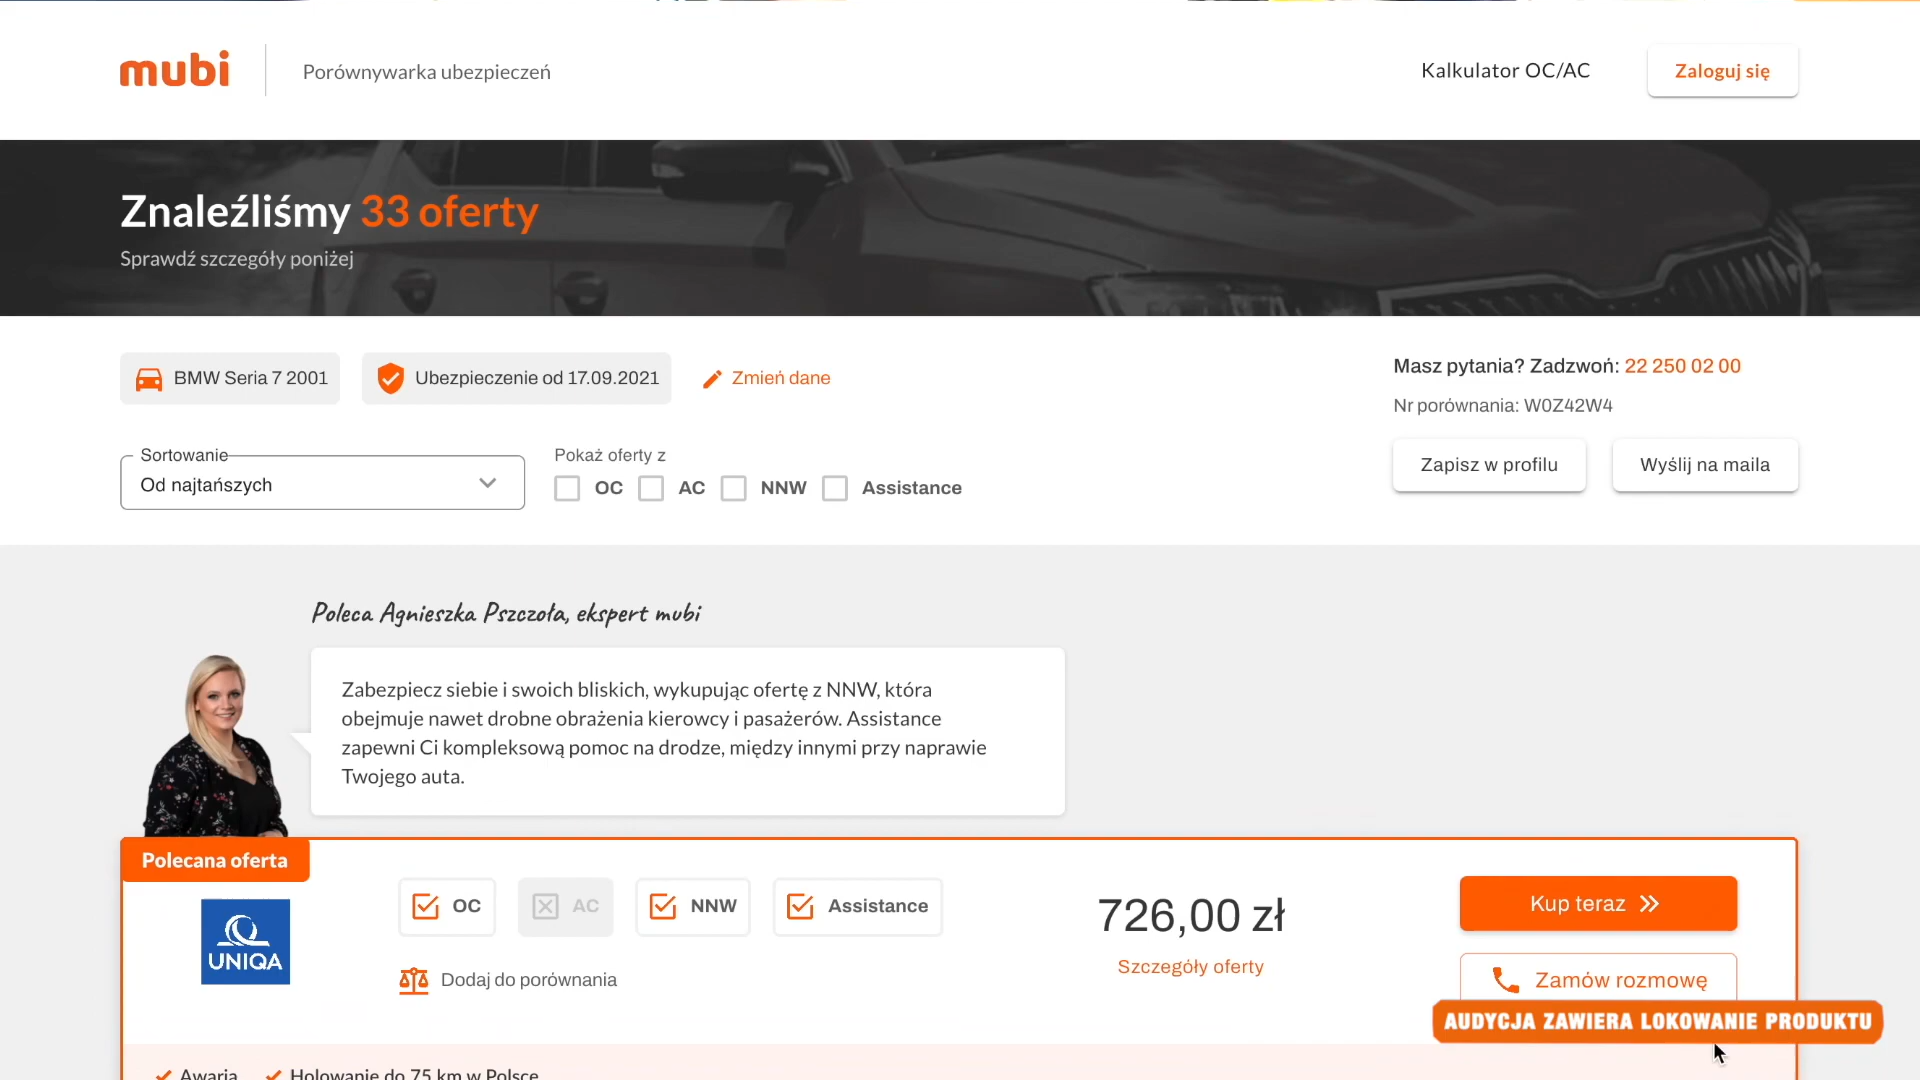 mubi
Porównywarka ubezpieczeń
Kalkulator OC/AC
Zaloguj się
Znaleźliśmy 33 oferty
Sprawdź szczegóły poniżej
BMW Seria 7 2001
Ubezpieczenie od 17.09.2021
Zmień dane
Masz pytania? Zadzwoń: 22 250 02 00
Nr porównania: W0Z42W4
Zapisz w profilu
Wyślij na maila
Sortowanie
Od najtańszych
Pokaż oferty z
OC
AC
NNW
Assistance
Poleca Agnieszka Pszczoła, ekspert mubi
Zabezpiecz siebie i swoich bliskich, wykupując ofertę z NNW, która
obejmuje nawet drobne obrażenia kierowcy i pasażerów. Assistance
zapewni Ci kompleksową pomoc na drodze, między innymi przy naprawie
Twojego auta.
Polecana oferta
UNIQA
OC
AC
NNW
Assistance
Dodaj do porównania
726,00 zł
Szczegóły oferty
Kup teraz
Zamów rozmowę
AUDYCJA ZAWIERA LOKOWANIE PRODUKTU
Awaria
Holowanie do 75 km w Polsce